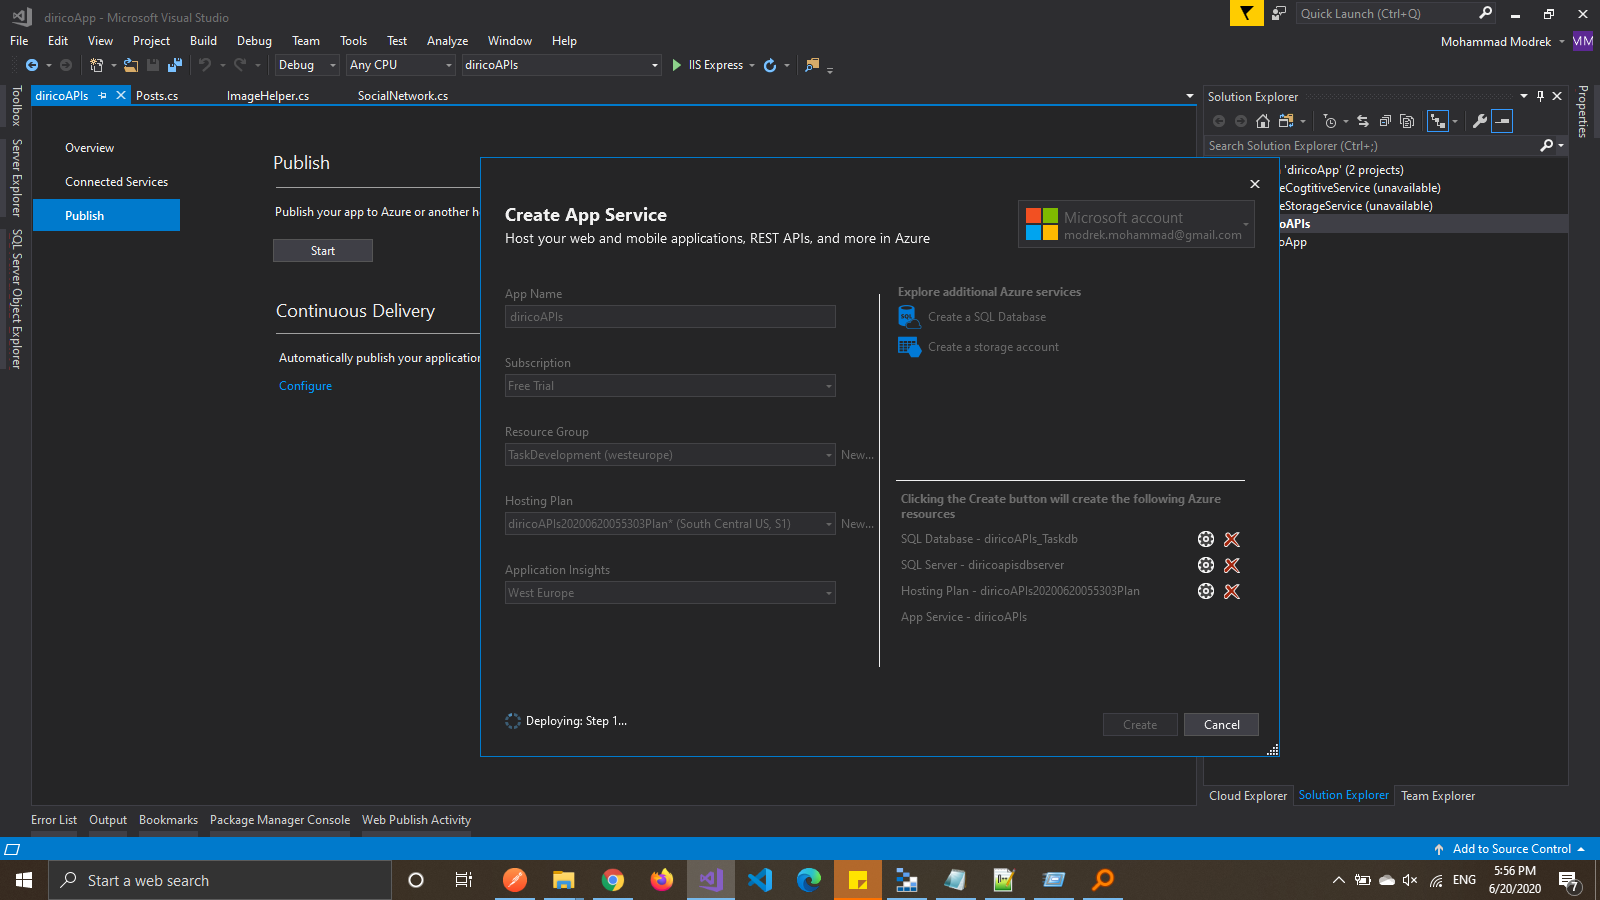 diricoApp - Microsoft Visual Studio
Quick Launch (Ctrl+Q)
File Edit View Project Build Debug Team Tools Test Analyze Window Help
Mohammad Modrek MM
Debug Any CPU diricoAPIs IIS Express
diricoAPIs Posts.cs ImageHelper.cs SocialNetwork.cs
Toolbox
Server Explorer
SQL Server Object Explorer
Overview
Connected Services
Publish
Publish
Publish your app to Azure or another h
Start
Continuous Delivery
Automatically publish your application
Configure
Create App Service
Host your web and mobile applications, REST APIs, and more in Azure
Microsoft account
modrek.mohammad@gmail.com
App Name
diricoAPIs
Subscription
Free Trial
Resource Group
TaskDevelopment (westeurope) New...
Hosting Plan
diricoAPIs20200620055303Plan* (South Central US, S1) New...
Application Insights
West Europe
Explore additional Azure services
SQL
Create a SQL Database
Create a storage account
Clicking the Create button will create the following Azure
resources
SQL Database - diricoAPIs_Taskdb
SQL Server - diricoapisdbserver
Hosting Plan - diricoAPIs20200620055303Plan
App Service - diricoAPIs
Deploying: Step 1...
Create Cancel
Solution Explorer
Search Solution Explorer (Ctrl+;)
'diricoApp' (2 projects)
eCogtitiveService (unavailable)
eStorageService (unavailable)
oAPIs
oApp
Properties
Cloud Explorer Solution Explorer Team Explorer
Error List Output Bookmarks Package Manager Console Web Publish Activity
Add to Source Control
Start a web search
ENG
5:56 PM
6/20/2020
7